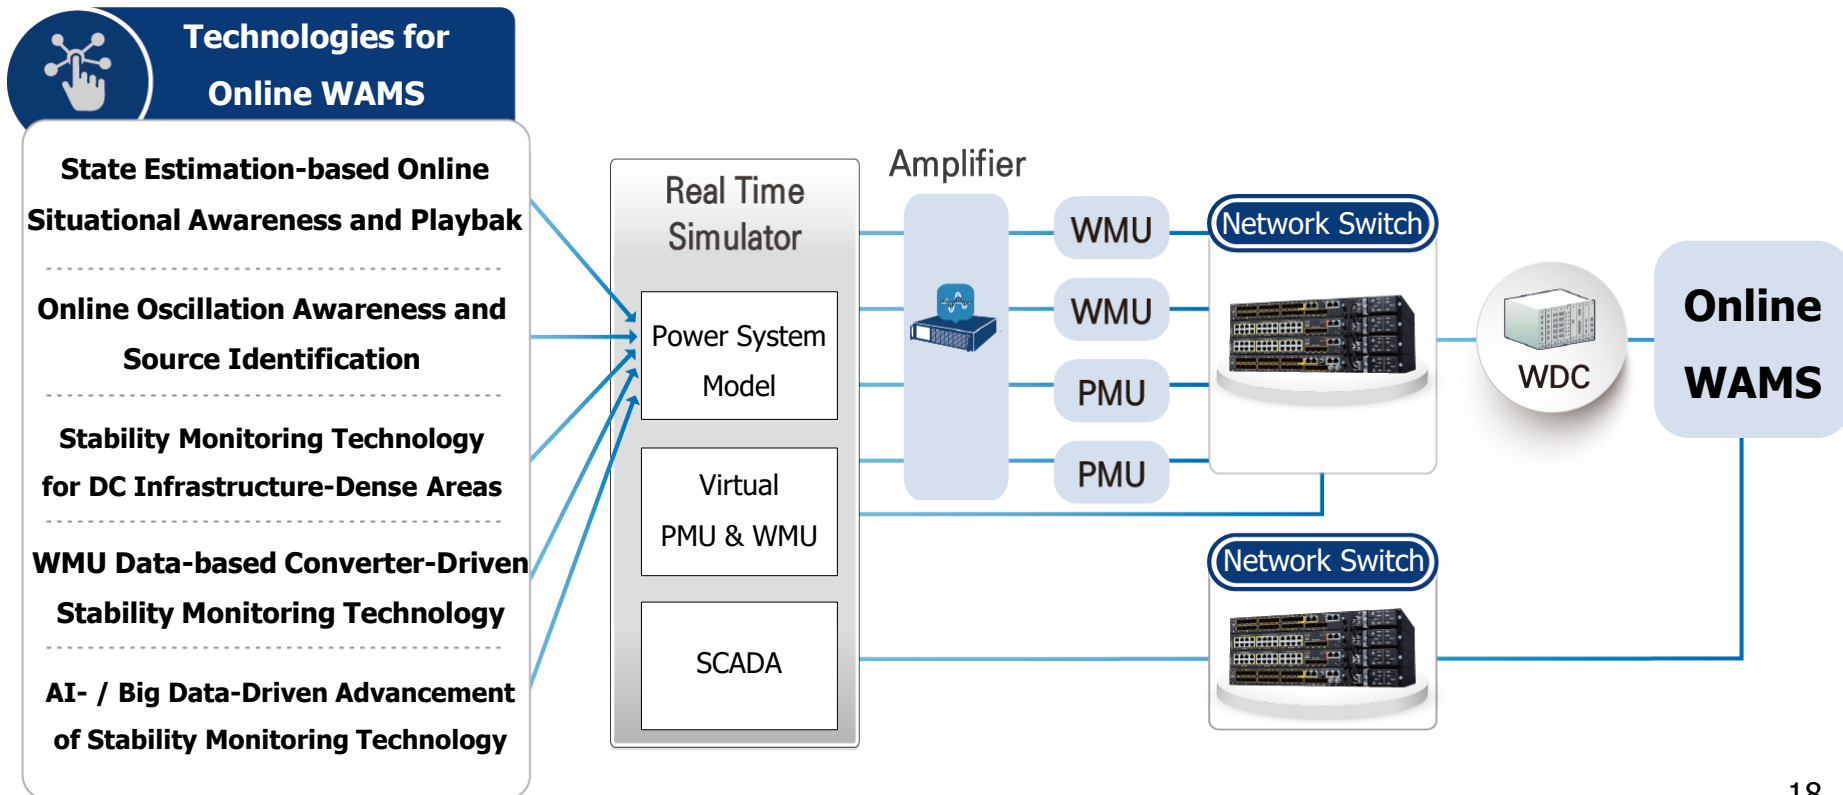 Technologies for
Online WAMS
State Estimation-based Online
Situational Awareness and Playbak
Online Oscillation Awareness and
Source Identification
Stability Monitoring Technology
for DC Infrastructure-Dense Areas
WMU Data-based Converter-Driven
Stability Monitoring Technology
AI- / Big Data-Driven Advancement
of Stability Monitoring Technology
Real Time
Simulator
Power System
Model
Virtual
PMU & WMU
SCADA
Amplifier
WMU
WMU
PMU
PMU
Network Switch
Network Switch
WDC
Online
WAMS
18